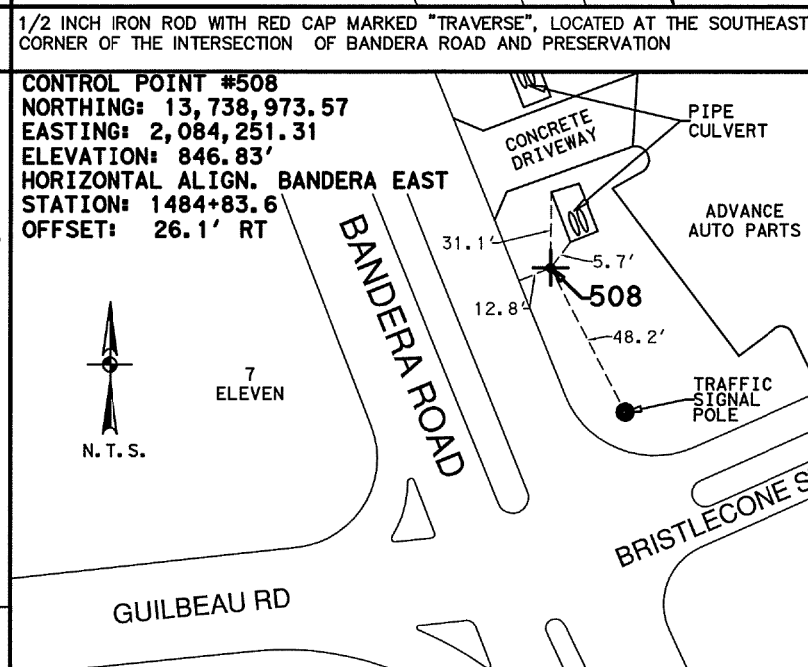 1/2 INCH IRON ROD WITH RED CAP MARKED "TRAVERSE", LOCATED AT THE SOUTHEAST
CORNER OF THE INTERSECTION OF BANDERA ROAD AND PRESERVATION
CONTROL POINT #508
NORTHING: 13,738,973.57
EASTING: 2,084,251.31
ELEVATION: 846.83'
HORIZONTAL ALIGN. BANDERA EAST
STATION: 1484+83.6
OFFSET: 26.1' RT
PIPE
CULVERT
CONCRETE
DRIVEWAY
ADVANCE
AUTO PARTS
31.1'
5.7'
508
12.8'
48.2'
BANDERA ROAD
7
ELEVEN
N.T.S.
TRAFFIC
SIGNAL
POLE
BRISTLECONE S
GUILBEAU RD